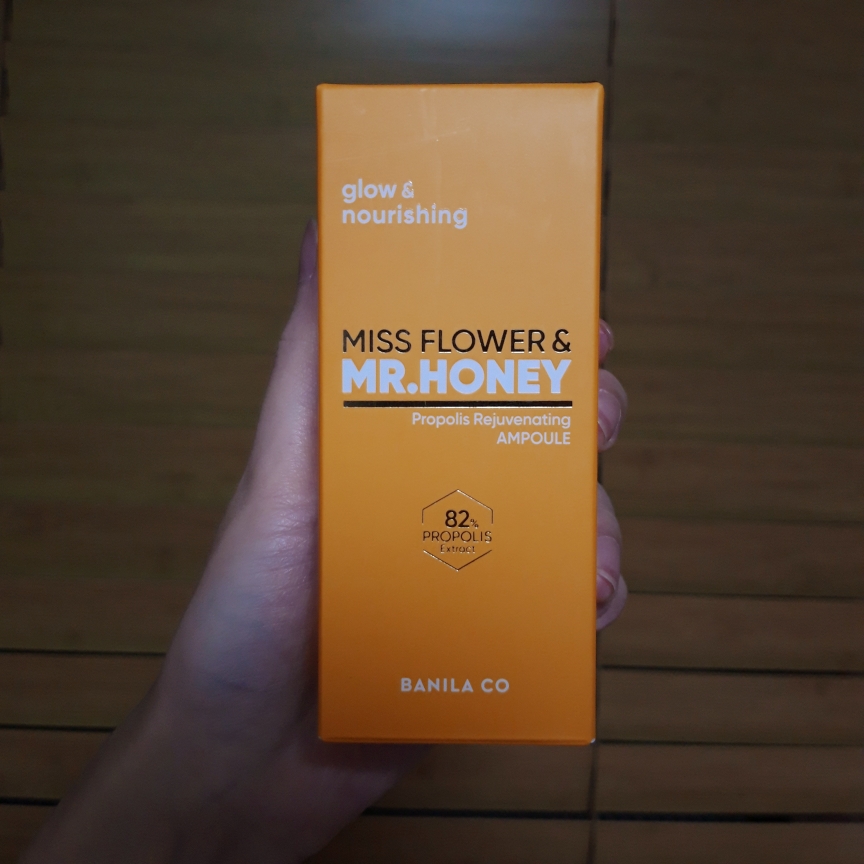 glow &
nourishing
MISS FLOWER &
MR.HONEY
Propolis Rejuvenating
AMPOULE
82%
PROPOLIS
Extract
BANILA CO